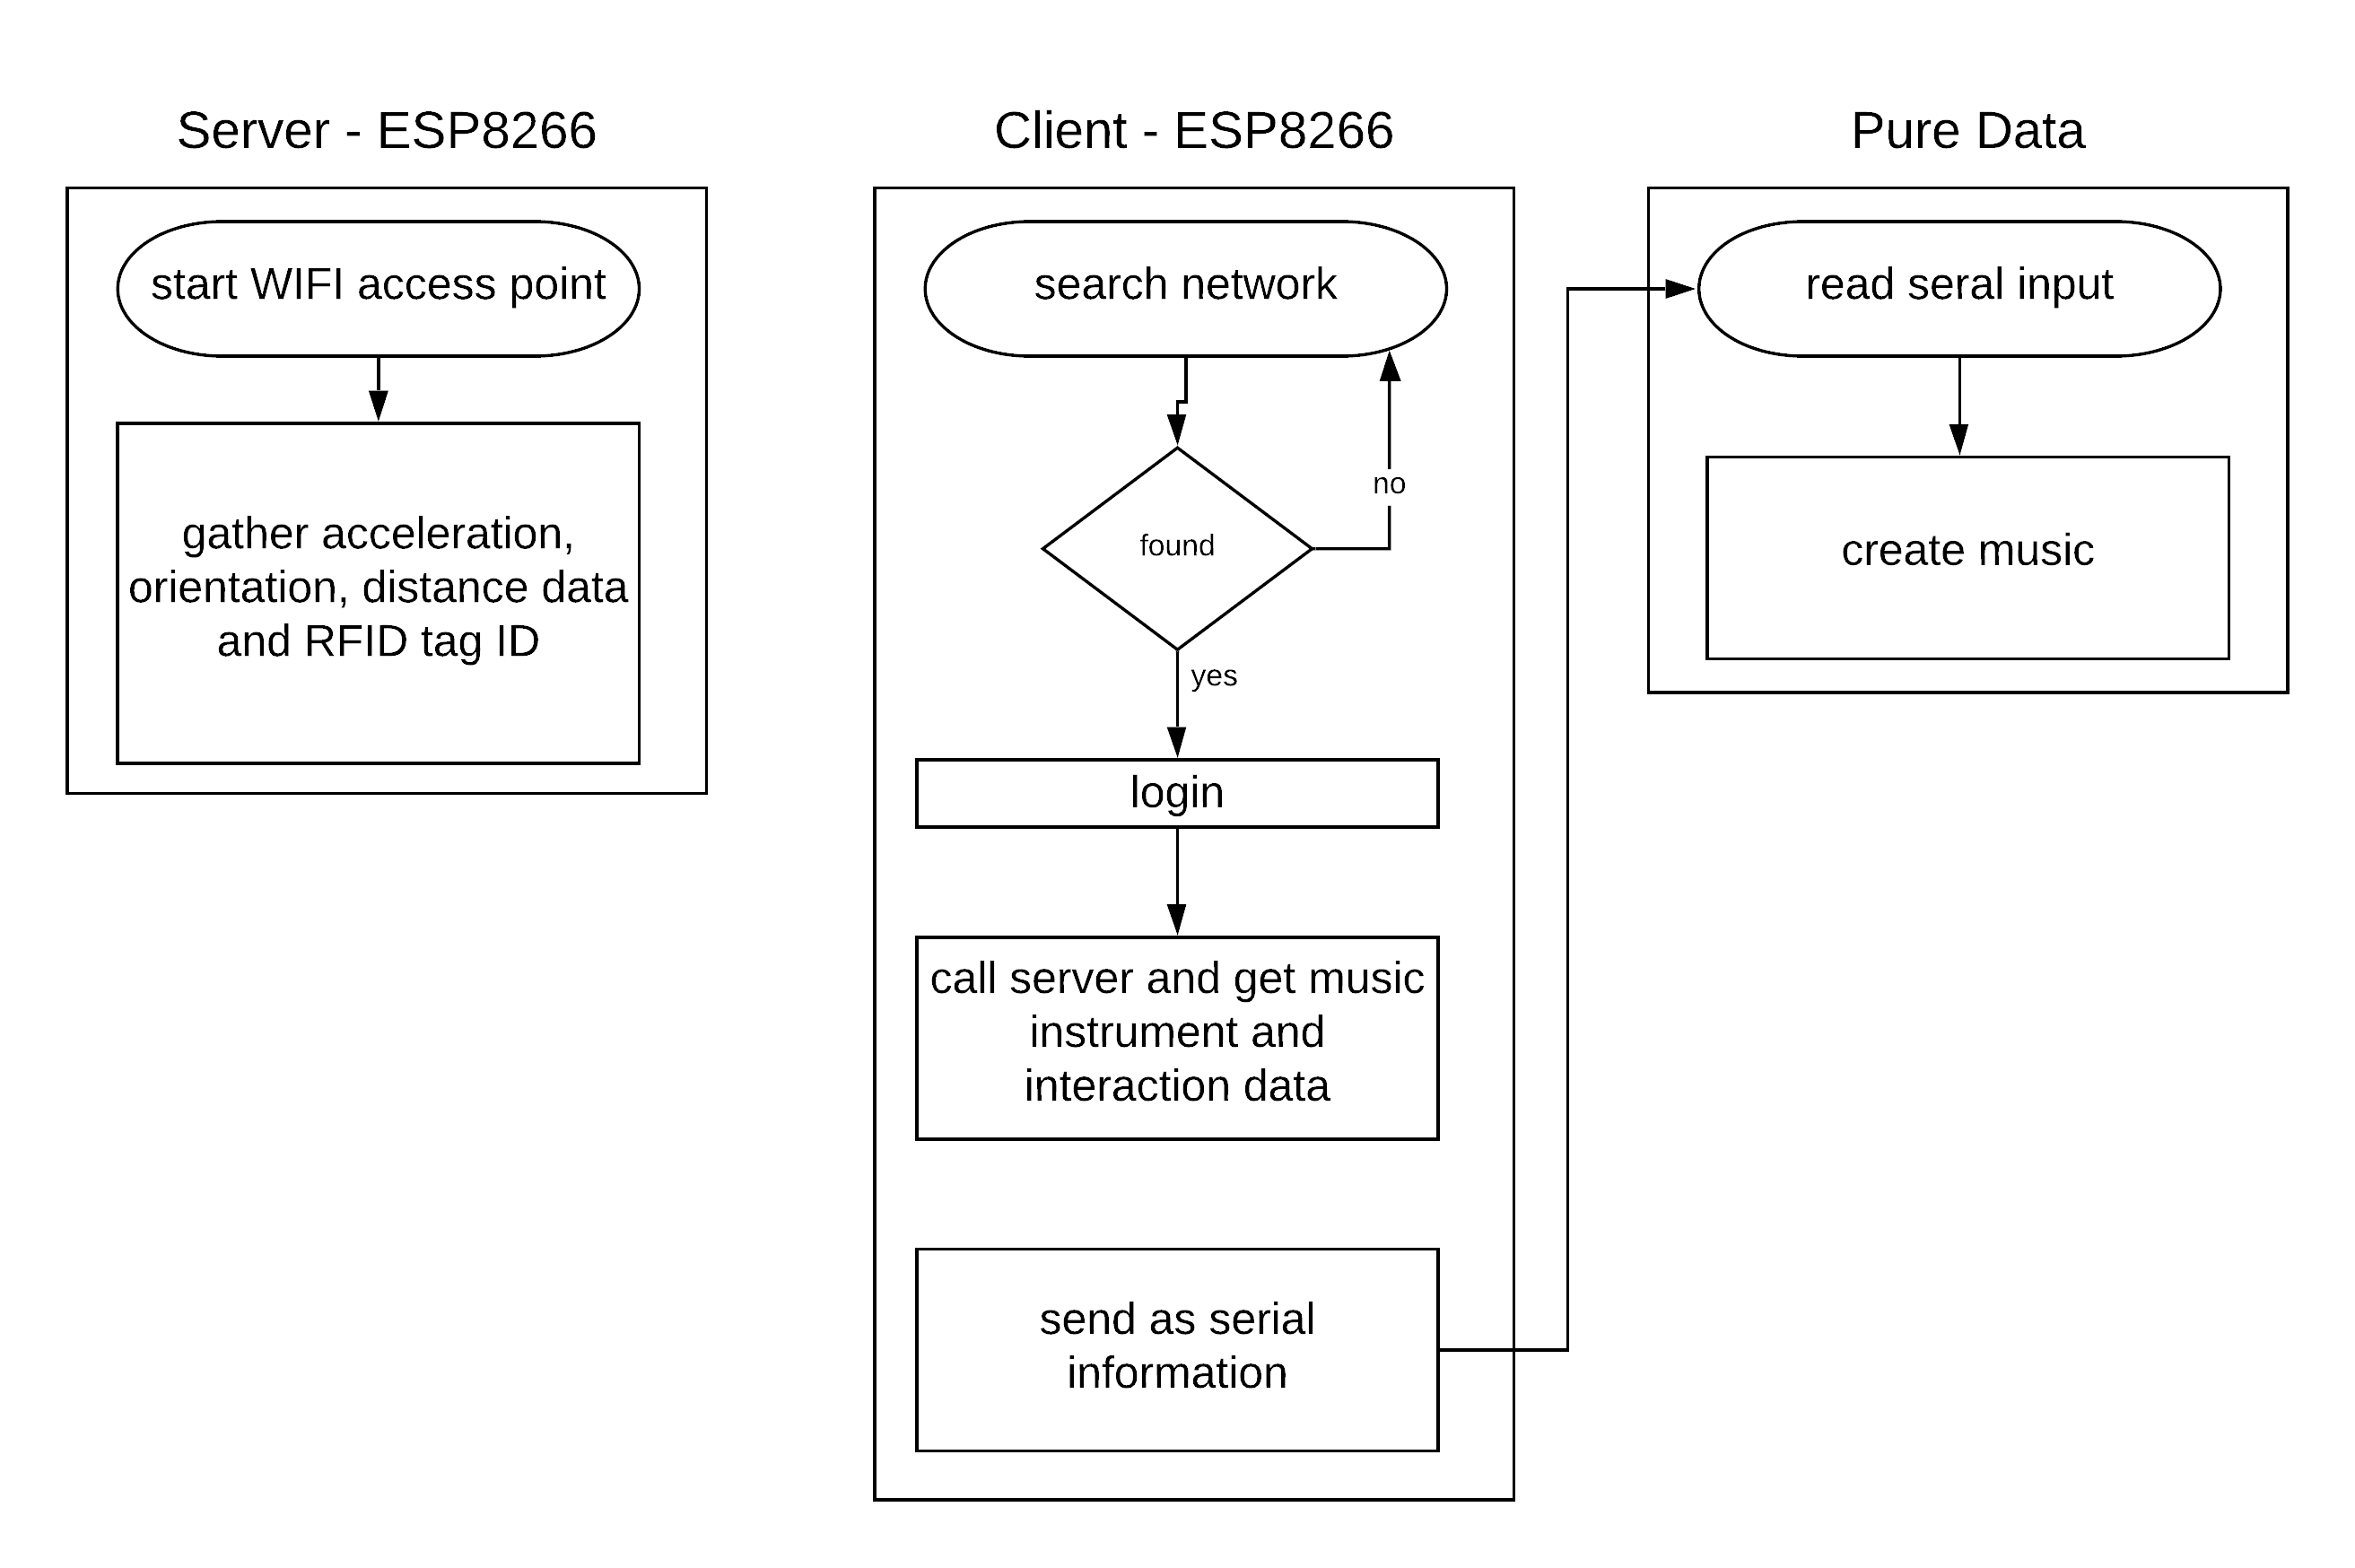 Server - ESP8266
start WIFI access point
gather acceleration,
orientation, distance data
and RFID tag ID
Client - ESP8266
search network
found
no
yes
login
call server and get music
instrument and
interaction data
send as serial
information
Pure Data
read seral input
create music